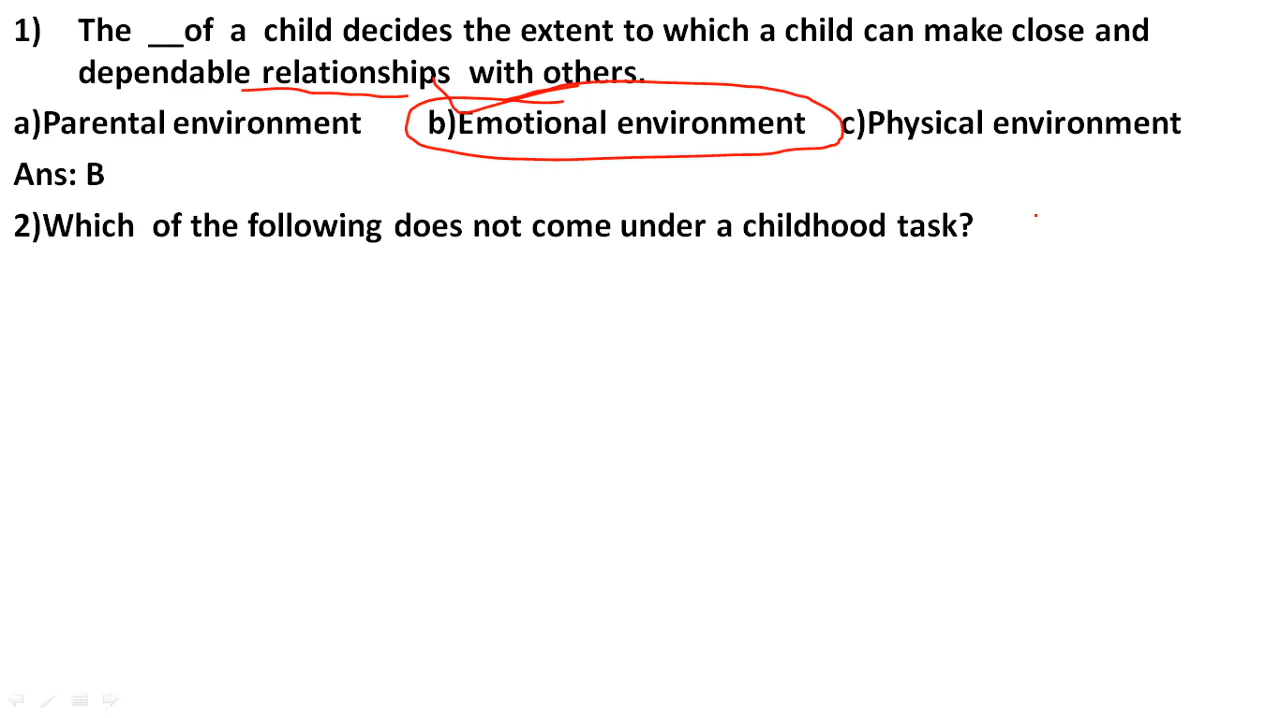 1) The __of a child decides the extent to which a child can make close and
dependable relationships with others.
a)Parental environment b)Emotional environment c)Physical environment
Ans: B
2)Which of the following does not come under a childhood task?